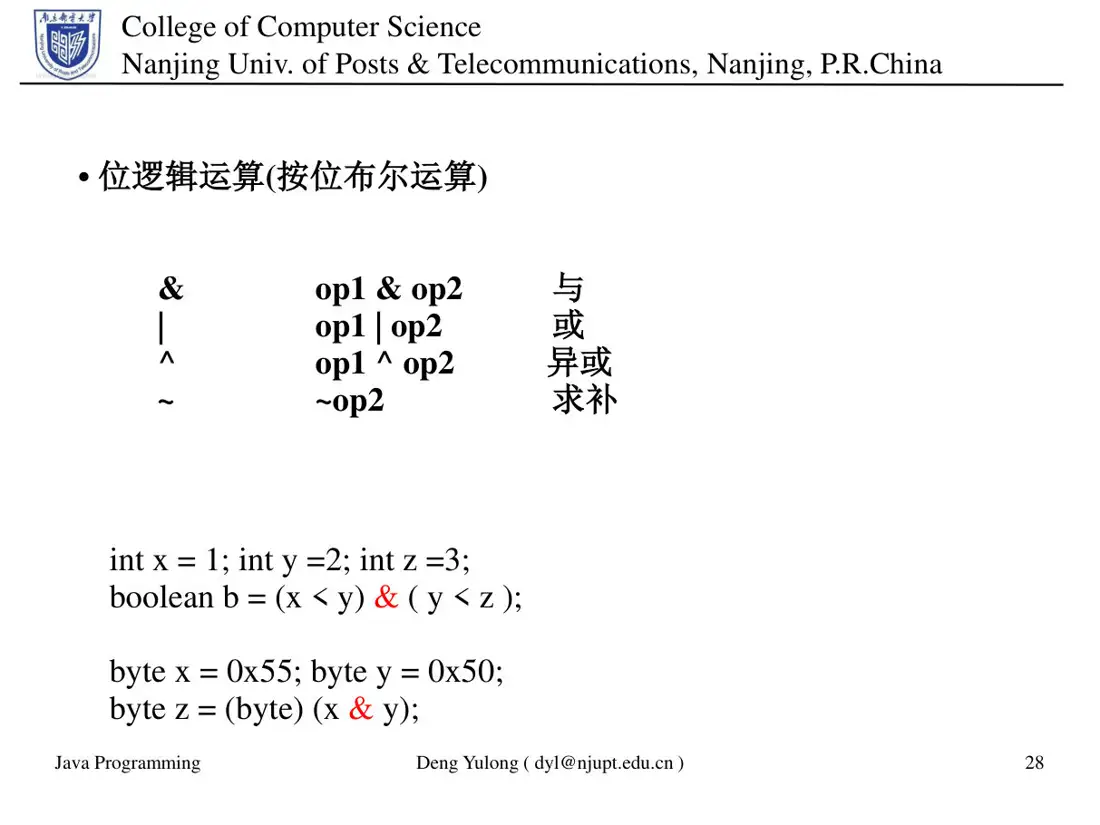 College of Computer Science
Nanjing Univ. of Posts & Telecommunications, Nanjing, P.R.China
• 位逻辑运算(按位布尔运算)
& op1 & op2 与
| op1 | op2 或
^ op1 ^ op2 异或
~ ~op2 求补
int x = 1; int y =2; int z =3;
boolean b = (x < y) & ( y < z );
byte x = 0x55; byte y = 0x50;
byte z = (byte) (x & y);
Java Programming Deng Yulong ( dyl@njupt.edu.cn ) 28